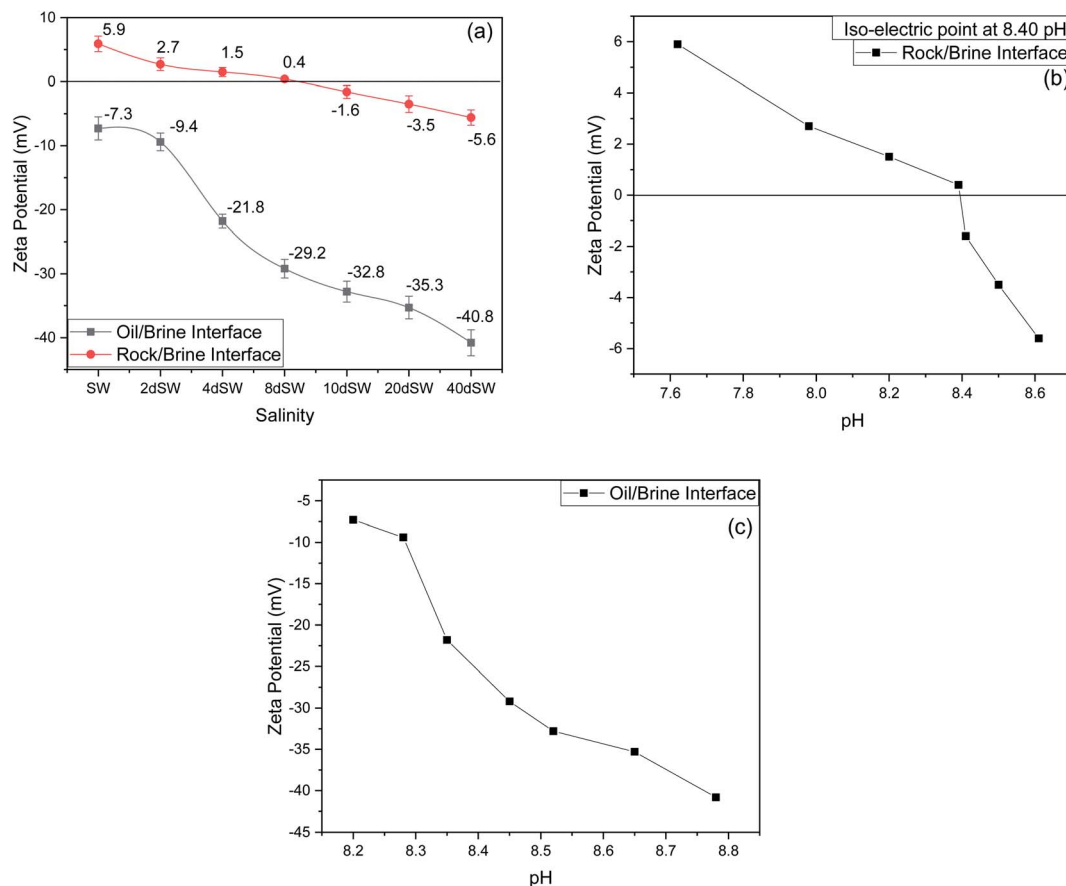 (a)
10
0
-10
-20
-30
-40
Zeta Potential (mV)
5.9
2.7
1.5
0.4
-1.6
-3.5
-5.6
-7.3
-9.4
-21.8
-29.2
-32.8
-35.3
-40.8
Oil/Brine Interface
Rock/Brine Interface
SW
2dSW
4dSW
8dSW
10dSW
20dSW
40dSW
Salinity
Iso-electric point at 8.40 pH
Rock/Brine Interface
(b)
6
4
2
0
-2
-4
-6
Zeta Potential (mV)
7.6
7.8
8.0
8.2
8.4
8.6
pH
Oil/Brine Interface
(c)
-5
-10
-15
-20
-25
-30
-35
-40
-45
Zeta Potential (mV)
8.2
8.3
8.4
8.5
8.6
8.7
8.8
pH